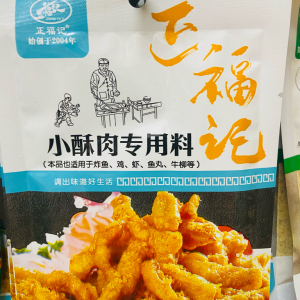 正福记
始创于2004年
正福记
小酥肉专用料
(本品也适用于炸鱼、鸡、虾、鱼丸、牛柳等)
调出味道好生活